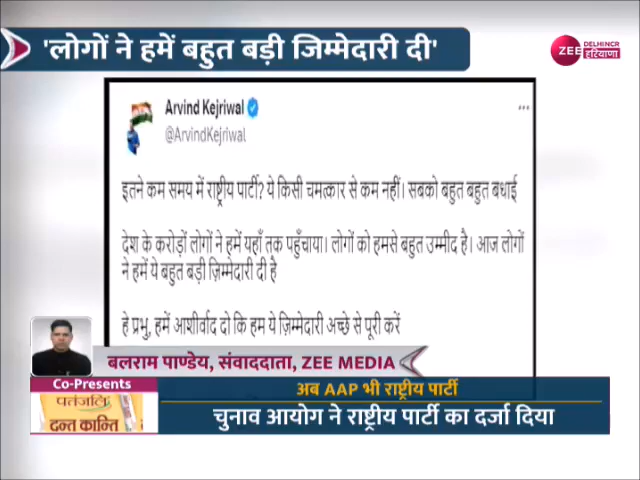 'लोगों ने हमें बहुत बड़ी जिम्मेदारी दी'
ZEE DELHI NCR
हरियाणा
Arvind Kejriwal
@ArvindKejriwal
इतने कम समय में राष्ट्रीय पार्टी? ये किसी चमत्कार से कम नहीं। सबको बहुत बहुत बधाई
देश के करोड़ों लोगों ने हमें यहाँ तक पहुँचाया। लोगों को हमसे बहुत उम्मीद है। आज लोगों
ने हमें ये बहुत बड़ी ज़िम्मेदारी दी है
हे प्रभु, हमें आशीर्वाद दो कि हम ये ज़िम्मेदारी अच्छे से पूरी करें
बलराम पाण्डेय, संवाददाता, ZEE MEDIA
Co-Presents
पतंजलि
दन्त कान्ति
अब AAP भी राष्ट्रीय पार्टी
चुनाव आयोग ने राष्ट्रीय पार्टी का दर्जा दिया